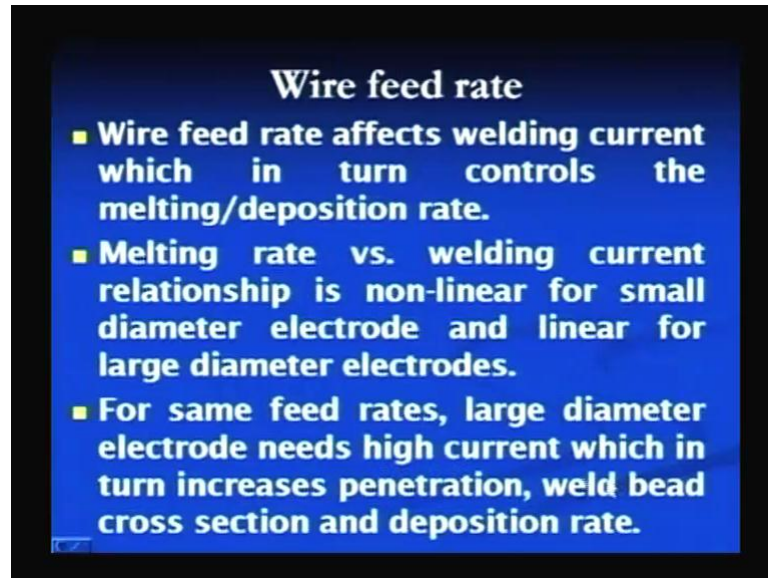 Wire feed rate
Wire feed rate affects welding current
which in turn controls the
melting/deposition rate.
Melting rate vs. welding current
relationship is non-linear for small
diameter electrode and linear for
large diameter electrodes.
For same feed rates, large diameter
electrode needs high current which in
turn increases penetration, weld bead
cross section and deposition rate.